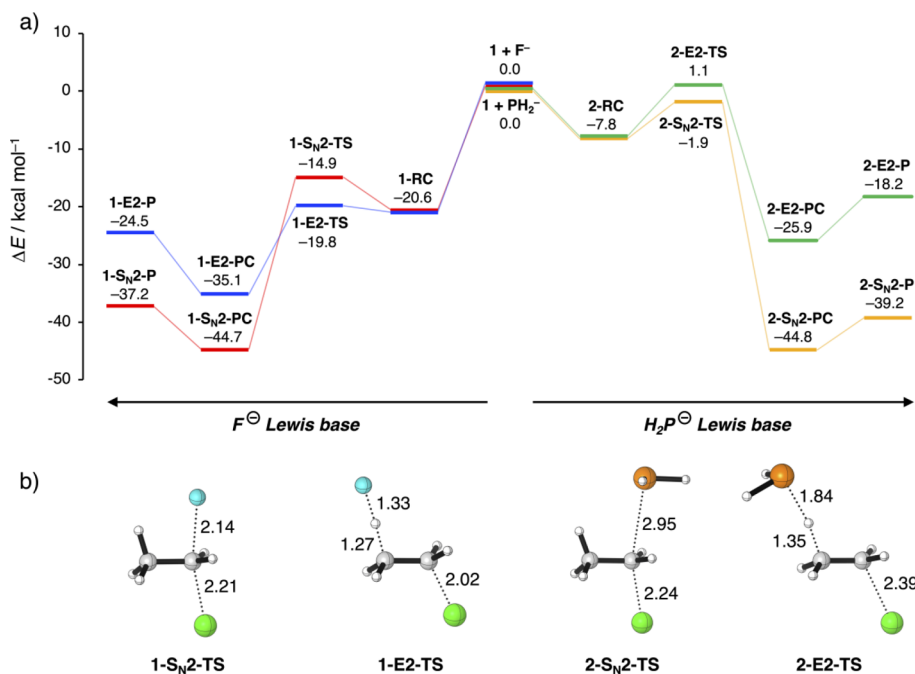 a)
ΔE / kcal mol⁻¹
10
0
-10
-20
-30
-40
-50
1-E2-P
–24.5
1-SN2-P
–37.2
1-E2-PC
–35.1
1-SN2-PC
–44.7
1-SN2-TS
–14.9
1-E2-TS
–19.8
1-RC
–20.6
1 + F⁻
0.0
1 + PH₂⁻
0.0
2-RC
–7.8
2-E2-TS
1.1
2-SN2-TS
–1.9
2-E2-PC
–25.9
2-SN2-PC
–44.8
2-E2-P
–18.2
2-SN2-P
–39.2
F⊖ Lewis base
H₂P⊖ Lewis base
b)
2.14
2.21
1-SN2-TS
1.33
1.27
2.02
1-E2-TS
2.95
2.24
2-SN2-TS
1.84
1.35
2.39
2-E2-TS